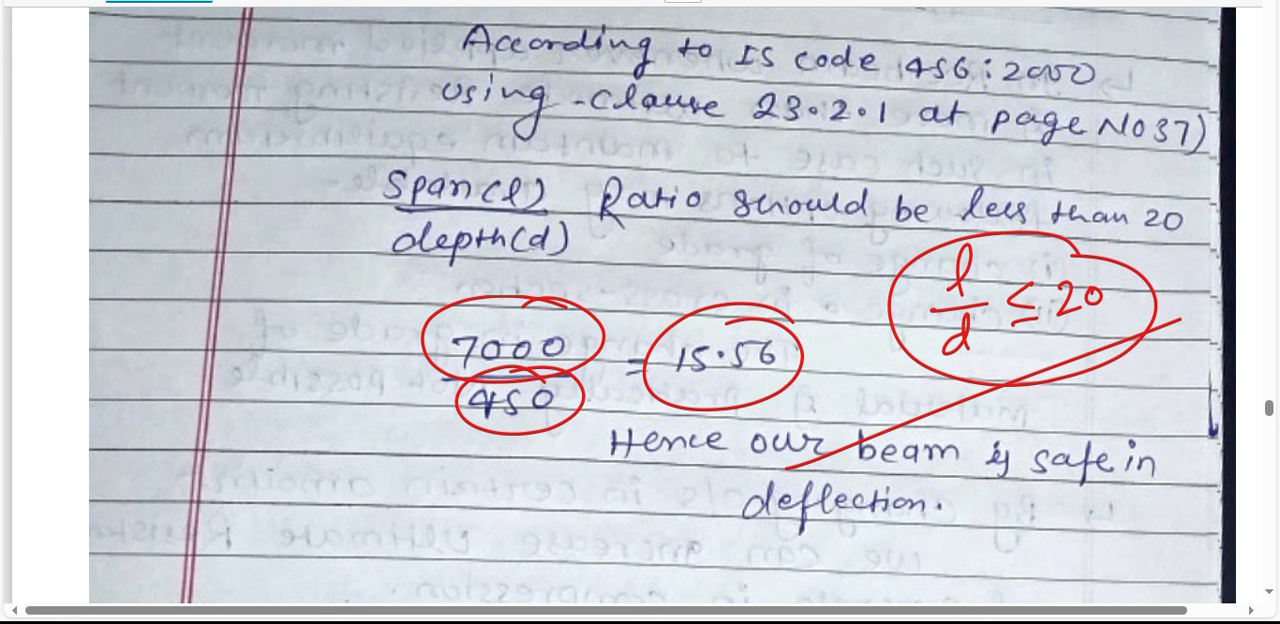 According to IS code 456:2000
using clause 23.2.1 at page No 37)
Span(l) Ratio should be less than 20
depth(d)
l/d ≤ 20
7000/450 = 15.56
Hence our beam is safe in
deflection.